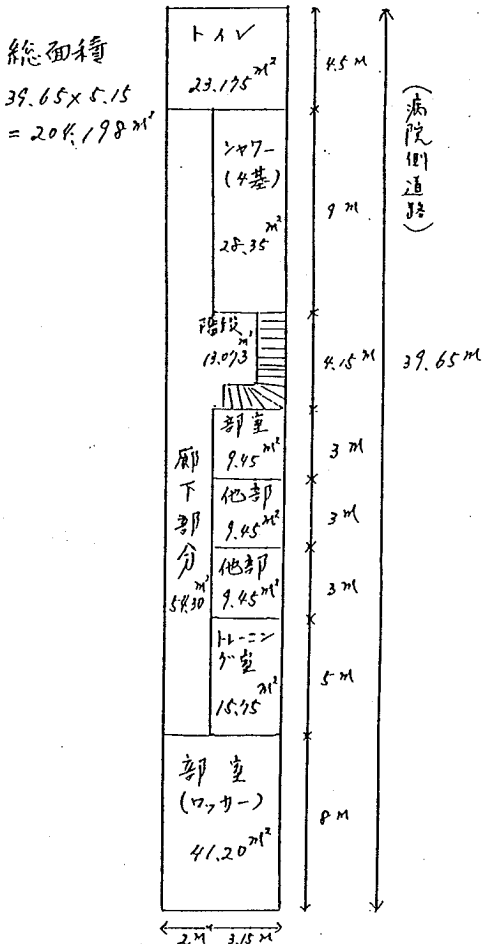 総面積
39.65×5.15
=204.198m²
トイレ
23.175m²
4.5M
シャワー
(4基)
28.35m²
9M
(病院側道路)
階段
13.073m²
4.15M
39.65M
部室
9.45m²
3M
他部
9.45m²
3M
他部
9.45m²
3M
廊下部分
54.30m²
トレーニン
グ室
15.75m²
5M
部室
(ロッカー)
41.20m²
8M
2.M
3.15M